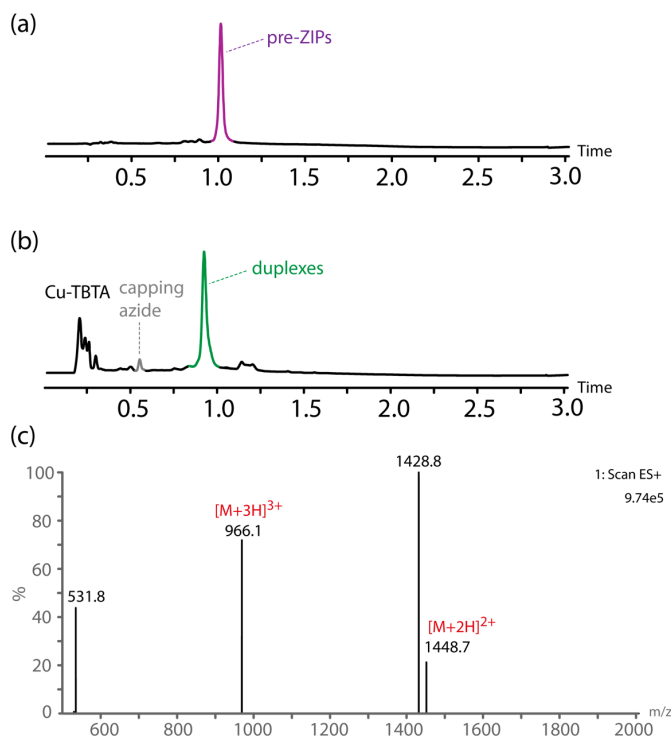 (a)
pre-ZIPs
0.5 1.0 1.5 2.0 2.5 3.0 Time
(b)
Cu-TBTA
capping
azide
duplexes
0.5 1.0 1.5 2.0 2.5 3.0 Time
(c)
100
80
60
40
20
0
%
531.8
[M+3H]3+
966.1
1428.8
[M+2H]2+
1448.7
1: Scan ES+
9.74e5
600 800 1000 1200 1400 1600 1800 2000 m/z